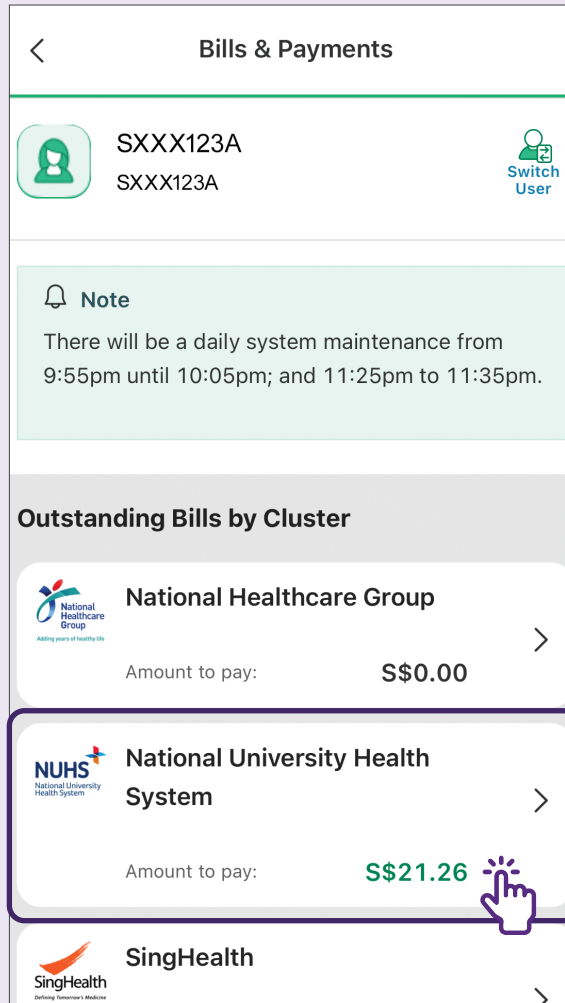 Bills & Payments
SXXX123A
SXXX123A
Switch
User
Note
There will be a daily system maintenance from
9:55pm until 10:05pm; and 11:25pm to 11:35pm.
Outstanding Bills by Cluster
National
Healthcare
Group
Adding years of healthy life
National Healthcare Group
Amount to pay:
S$0.00
NUHS
National University
Health System
National University Health
System
Amount to pay:
S$21.26
SingHealth
Defining Tomorrow's Medicine
SingHealth